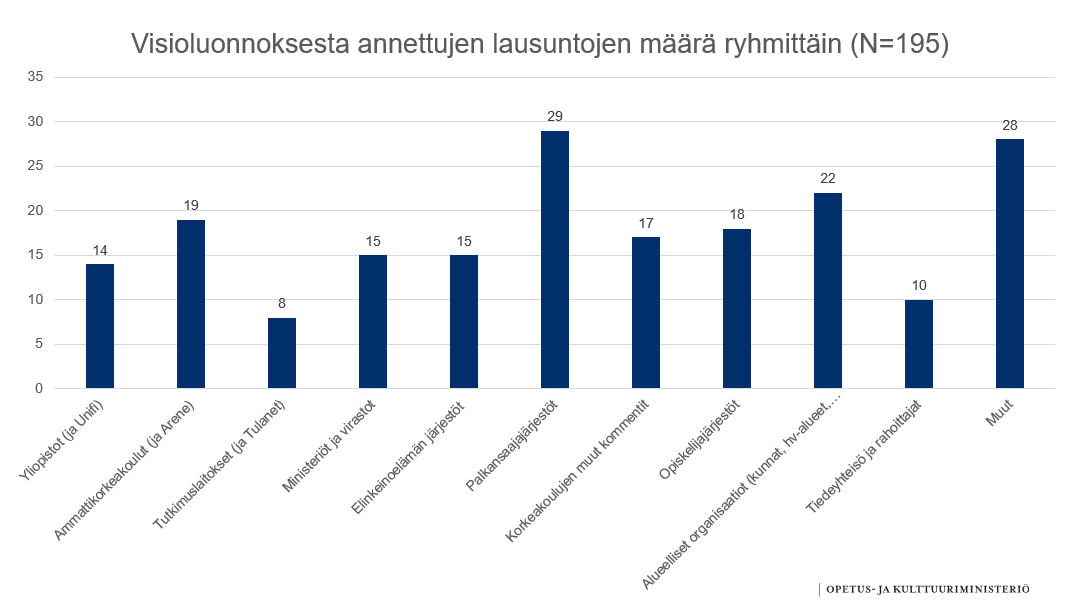 Visioluonnoksesta annettujen lausuntojen määrä ryhmittäin (N=195)
35
30
25
20
15
10
5
0
14
19
8
15
15
29
17
18
22
10
28
Yliopistot (ja Unifi)
Ammattikorkeakoulut (ja Arene)
Tutkimuslaitokset (ja Tulanet)
Ministeriöt ja virastot
Elinkeinoelämän järjestöt
Palkansaajajärjestöt
Korkeakoulujen muut kommentit
Opiskelijajärjestöt
Alueelliset organisaatiot (kunnat, hv-alueet,…
Tiedeyhteisö ja rahoittajat
Muut
OPETUS- JA KULTTUURIMINISTERIÖ